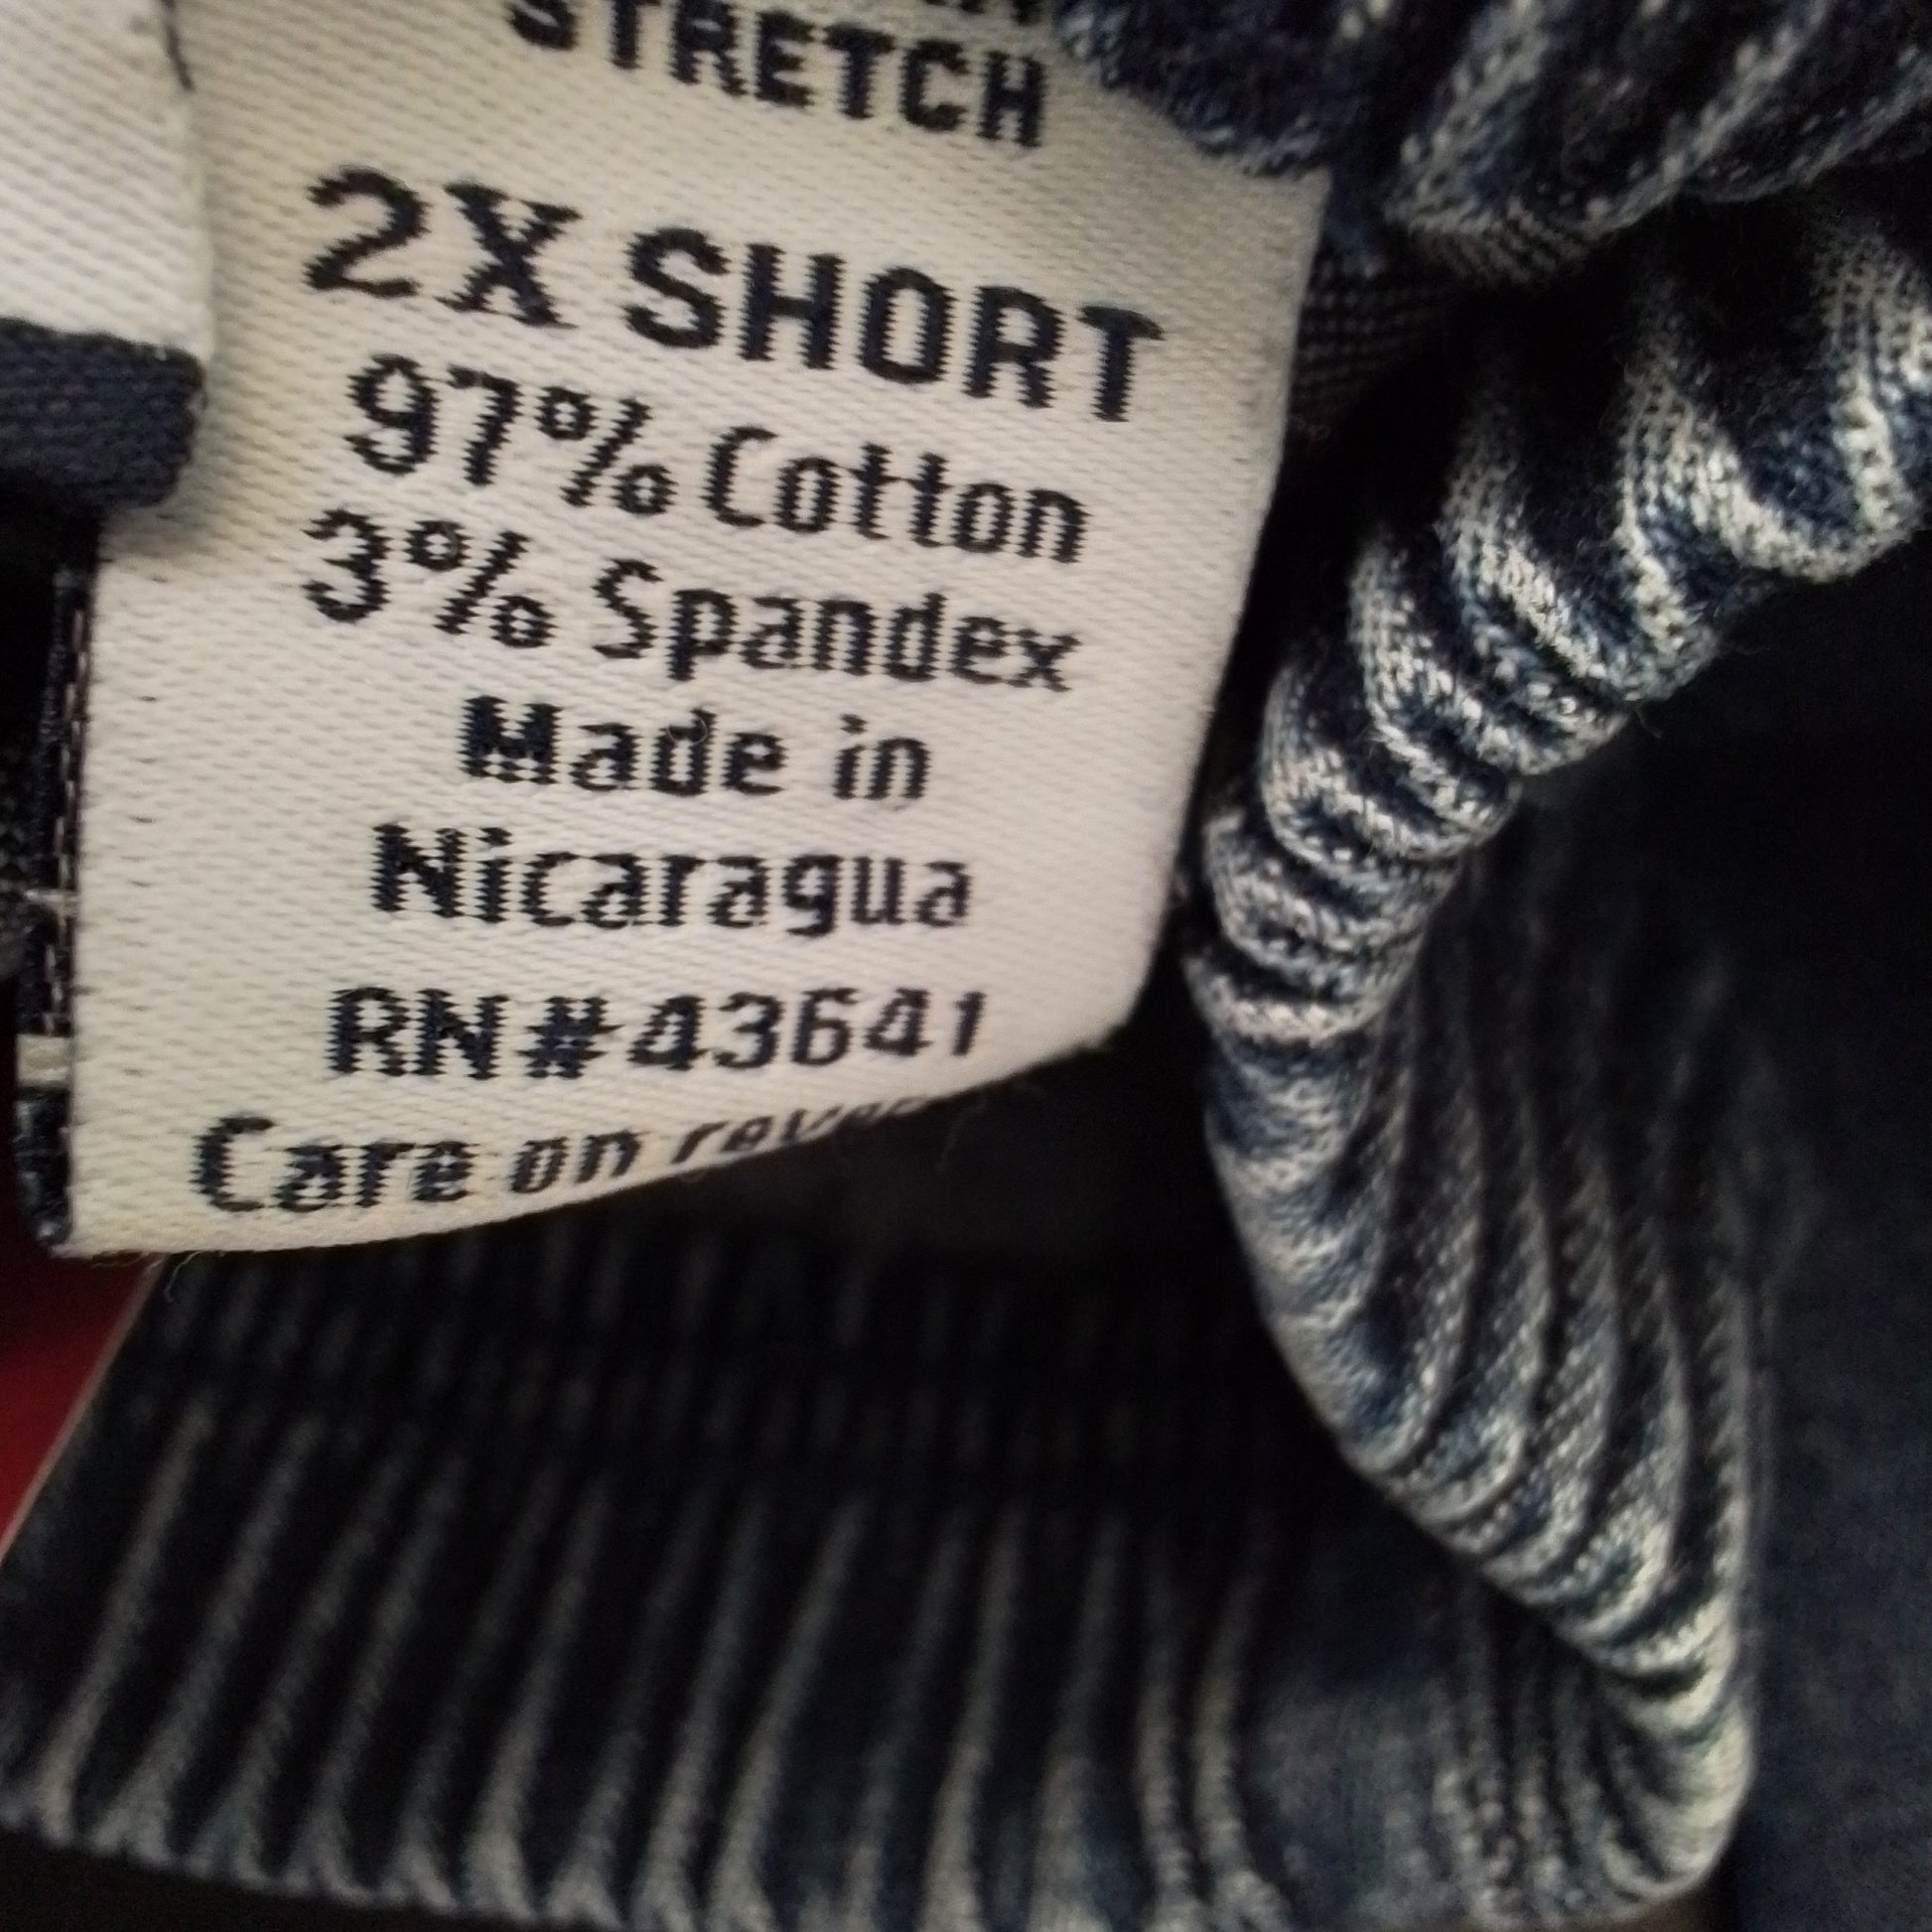 STRETCH
2X SHORT
97% Cotton
3% Spandex
Made in
Nicaragua
RN#43641
Care on